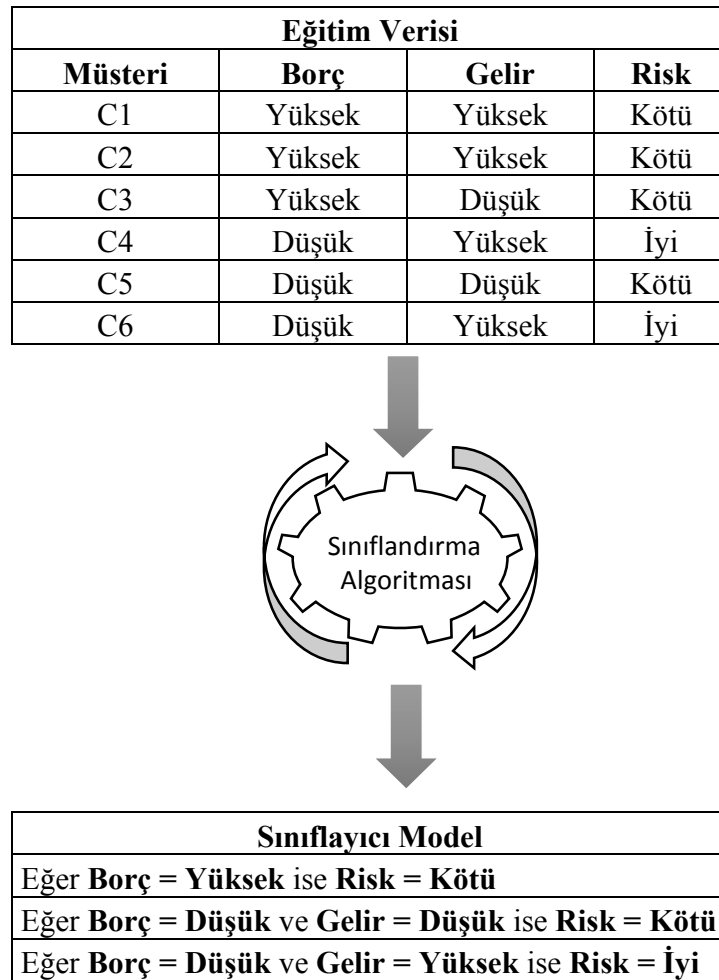 Eğitim Verisi
Müsteri Borç Gelir Risk
C1 Yüksek Yüksek Kötü
C2 Yüksek Yüksek Kötü
C3 Yüksek Düşük Kötü
C4 Düşük Yüksek İyi
C5 Düşük Düşük Kötü
C6 Düşük Yüksek İyi
Sınıflandırma
Algoritması
Sınıflayıcı Model
Eğer Borç = Yüksek ise Risk = Kötü
Eğer Borç = Düşük ve Gelir = Düşük ise Risk = Kötü
Eğer Borç = Düşük ve Gelir = Yüksek ise Risk = İyi